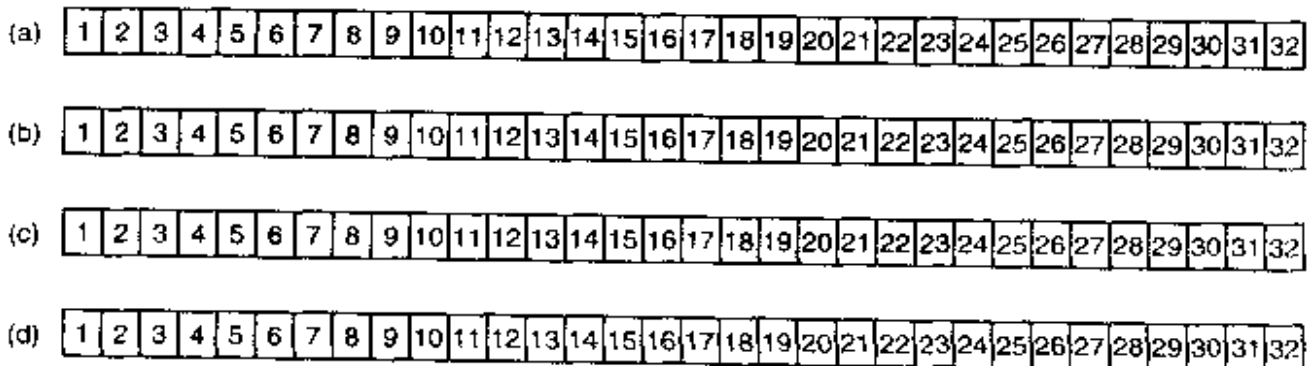 (a) 1 2 3 4 5 6 7 8 9 10 11 12 13 14 15 16 17 18 19 20 21 22 23 24 25 26 27 28 29 30 31 32
(b) 1 2 3 4 5 6 7 8 9 10 11 12 13 14 15 16 17 18 19 20 21 22 23 24 25 26 27 28 29 30 31 32
(c) 1 2 3 4 5 6 7 8 9 10 11 12 13 14 15 16 17 18 19 20 21 22 23 24 25 26 27 28 29 30 31 32
(d) 1 2 3 4 5 6 7 8 9 10 11 12 13 14 15 16 17 18 19 20 21 22 23 24 25 26 27 28 29 30 31 32